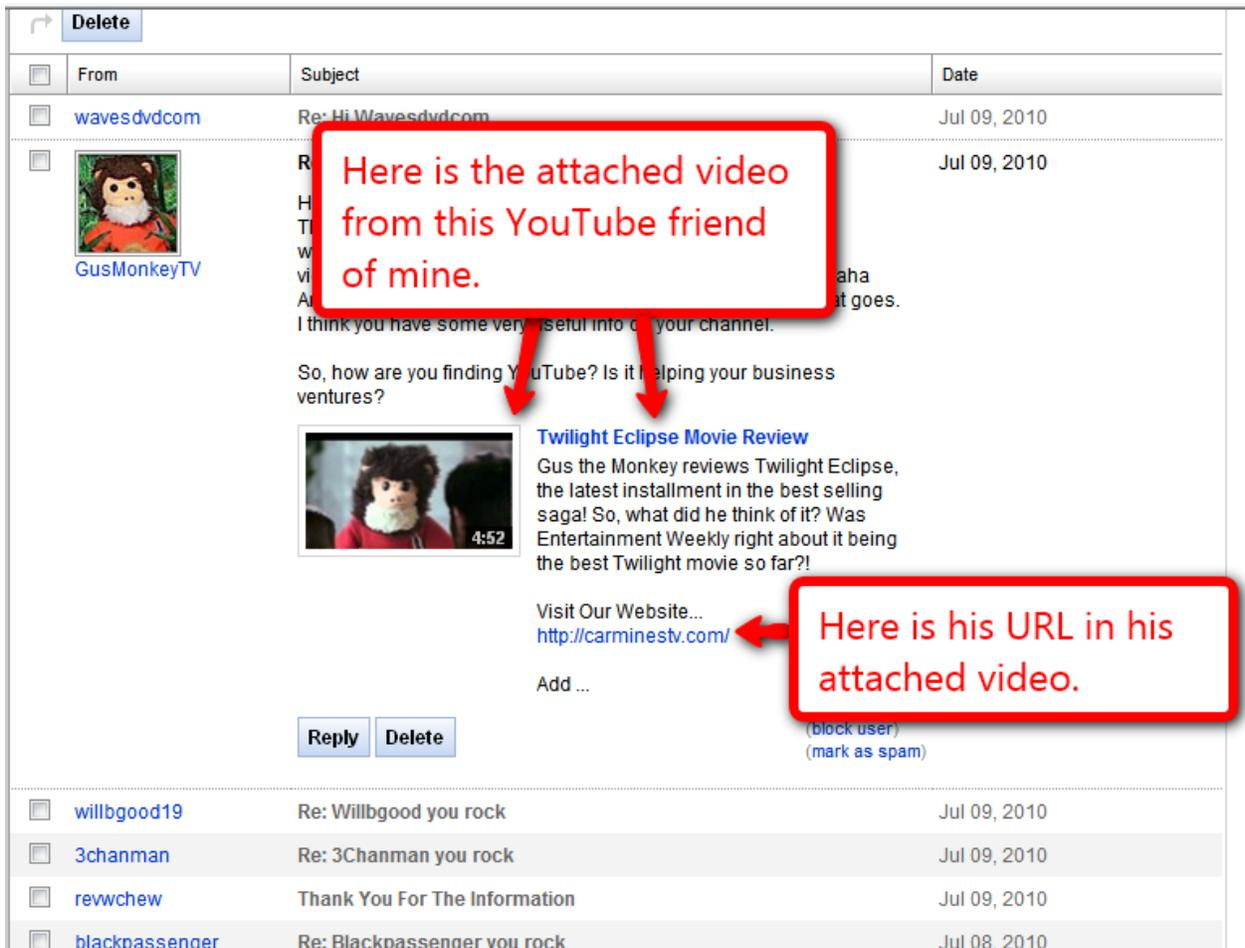 Delete
From Subject Date
wavesdvdcom Re: Hi Wavesdvdcom Jul 09, 2010
Jul 09, 2010
Here is the attached video
from this YouTube friend
of mine.
GusMonkeyTV
at goes.
I think you have some very useful info on your channel.
So, how are you finding YouTube? Is it helping your business
ventures?
4:52
Twilight Eclipse Movie Review
Gus the Monkey reviews Twilight Eclipse,
the latest installment in the best selling
saga! So, what did he think of it? Was
Entertainment Weekly right about it being
the best Twilight movie so far?!
Visit Our Website...
http://carminestv.com/
Add ...
Here is his URL in his
attached video.
Reply Delete
(block user)
(mark as spam)
willbgood19 Re: Willbgood you rock Jul 09, 2010
3chanman Re: 3Chanman you rock Jul 09, 2010
revwchew Thank You For The Information Jul 09, 2010
blackpassenger Re: Blackpassenger you rock Jul 08, 2010